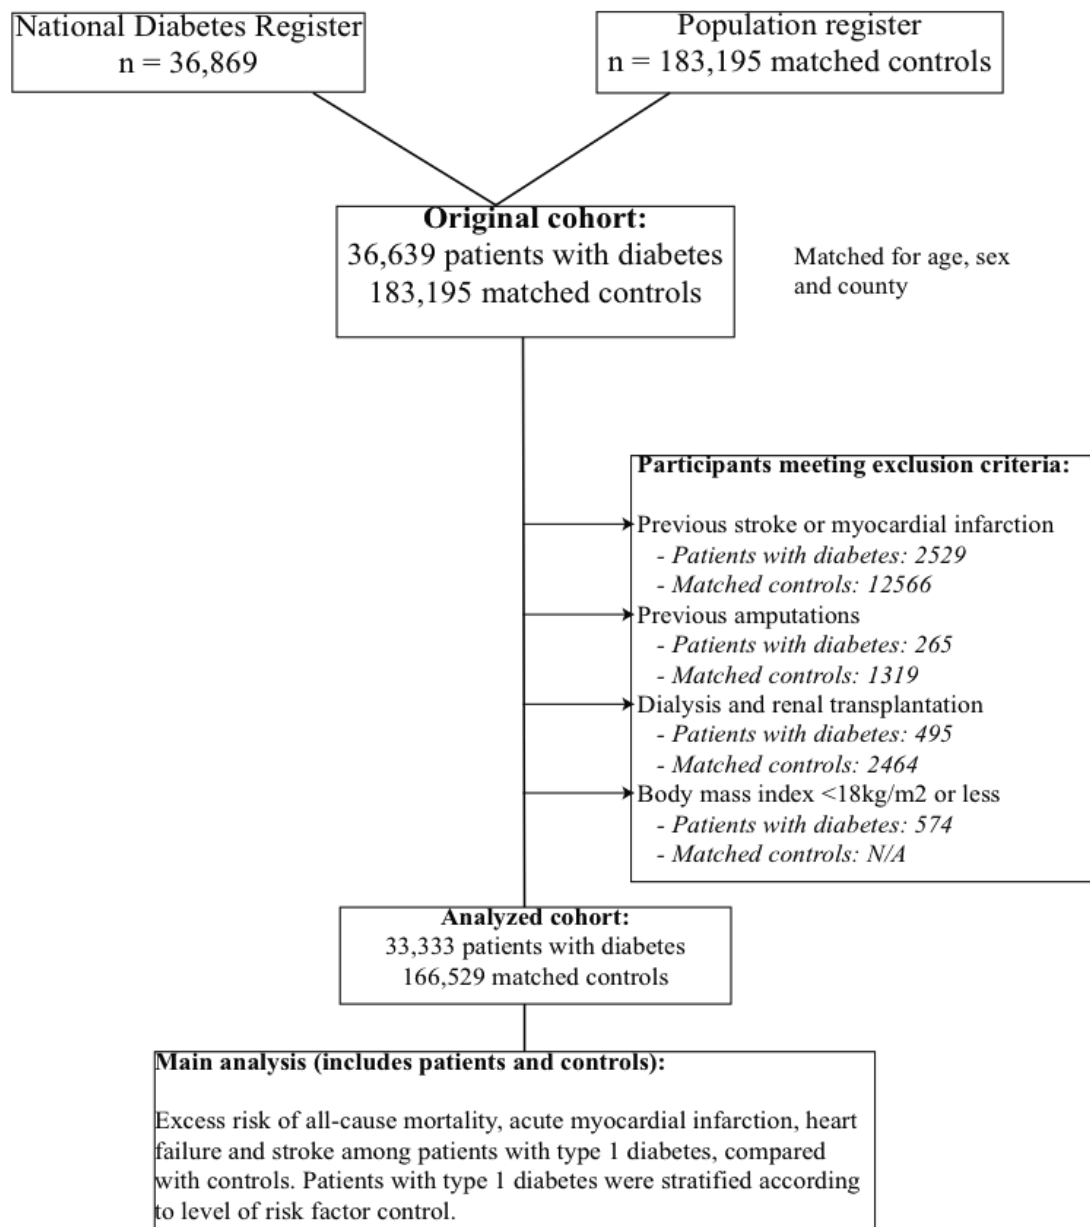 National Diabetes Register
n = 36,869
Population register
n = 183,195 matched controls
Original cohort:
36,639 patients with diabetes
183,195 matched controls
Matched for age, sex
and county
Participants meeting exclusion criteria:
Previous stroke or myocardial infarction
- Patients with diabetes: 2529
- Matched controls: 12566
Previous amputations
- Patients with diabetes: 265
- Matched controls: 1319
Dialysis and renal transplantation
- Patients with diabetes: 495
- Matched controls: 2464
Body mass index <18kg/m2 or less
- Patients with diabetes: 574
- Matched controls: N/A
Analyzed cohort:
33,333 patients with diabetes
166,529 matched controls
Main analysis (includes patients and controls):
Excess risk of all-cause mortality, acute myocardial infarction, heart
failure and stroke among patients with type 1 diabetes, compared
with controls. Patients with type 1 diabetes were stratified according
to level of risk factor control.